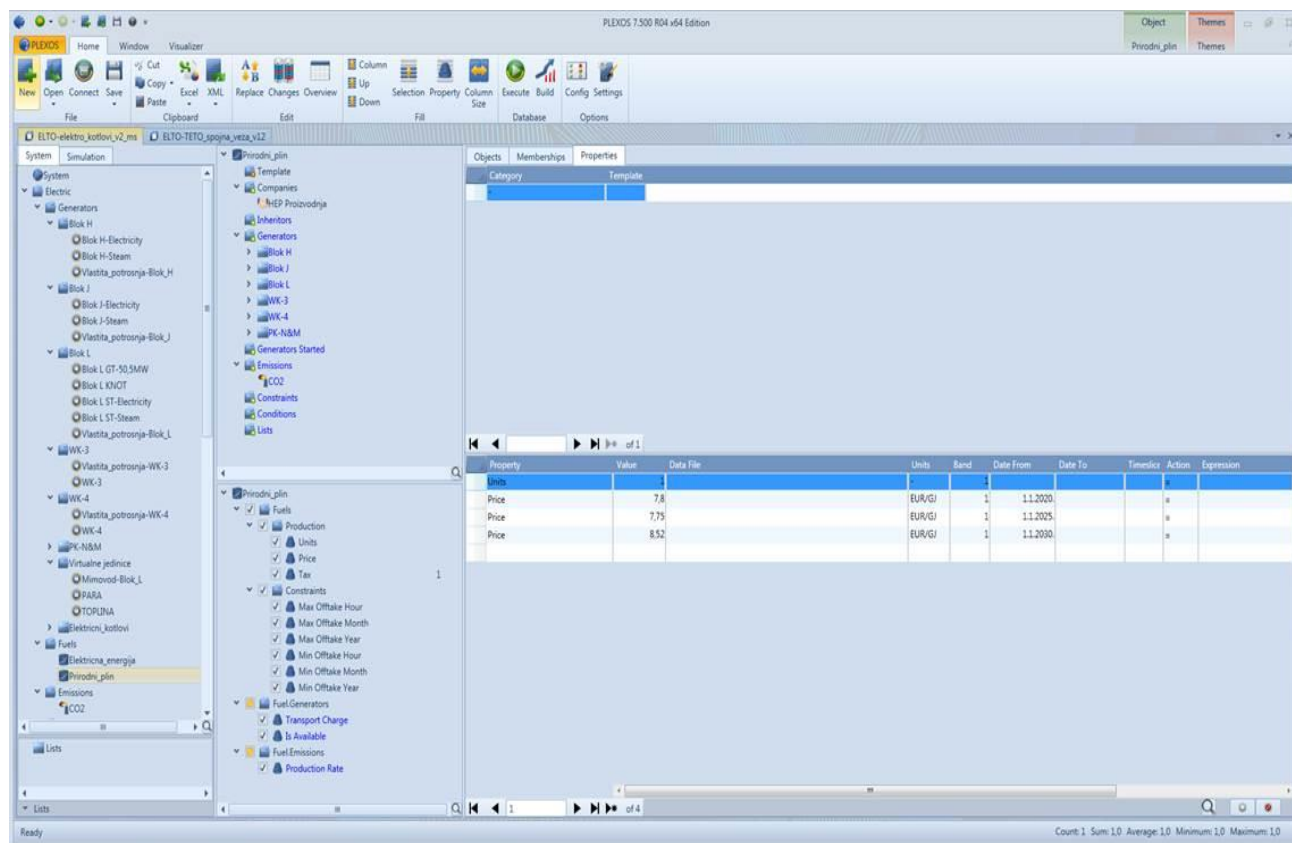 PLEXOS 7.500 R04 x64 Edition
Object
Themes
PLEXOS
Home
Window
Visualizer
Prirodni_plin
Themes
New
Open
Connect
Save
Cut
Copy
Paste
Excel
XML
Replace
Changes
Overview
Column
Up
Down
Selection
Property
Column Size
Execute
Build
Config
Settings
File
Clipboard
Edit
Fill
Database
Options
ELTO-elektro_kotlovi_v2_ms
ELTO-TETO_spojna_veza_v12
System
Simulation
System
Electric
Generators
Blok H
Blok H-Electricity
Blok H-Steam
Vlastita_potrosnja-Blok_H
Blok J
Blok J-Electricity
Blok J-Steam
Vlastita_potrosnja-Blok_J
Blok L
Blok L GT-50,5MW
Blok L KNOT
Blok L ST-Electricity
Blok L ST-Steam
Vlastita_potrosnja-Blok_L
WK-3
Vlastita_potrosnja-WK-3
WK-3
WK-4
Vlastita_potrosnja-WK-4
WK-4
PK-N&M
Virtualne jedinice
Mimovod-Blok_L
PARA
TOPLINA
Elektricni_kotlovi
Fuels
Elektricna_energija
Prirodni_plin
Emissions
CO2
Lists
Lists
Prirodni_plin
Template
Companies
HEP Proizvodnja
Inheritors
Generators
Blok H
Blok J
Blok L
WK-3
WK-4
PK-N&M
Generators Started
Emissions
CO2
Constraints
Conditions
Lists
Prirodni_plin
Fuels
Production
Units
Price
Tax 1
Constraints
Max Offtake Hour
Max Offtake Month
Max Offtake Year
Min Offtake Hour
Min Offtake Month
Min Offtake Year
Fuel.Generators
Transport Charge
Is Available
Fuel.Emissions
Production Rate
Objects
Memberships
Properties
Category Template
-
of 1
Property Value Data File Units Band Date From Date To Timeslice Action Expression
Units 1 - 1 =
Price 7,8 EUR/GJ 1 1.1.2020. =
Price 7,75 EUR/GJ 1 1.1.2025. =
Price 8,52 EUR/GJ 1 1.1.2030. =
1 of 4
Ready
Count: 1 Sum: 1,0 Average: 1,0 Minimum: 1,0 Maximum: 1,0